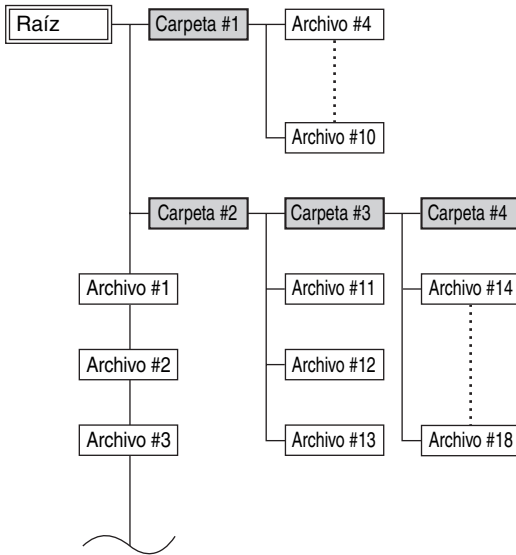 Raíz
Carpeta #1
Archivo #4
Archivo #10
Carpeta #2
Carpeta #3
Carpeta #4
Archivo #1
Archivo #11
Archivo #14
Archivo #2
Archivo #12
Archivo #3
Archivo #13
Archivo #18